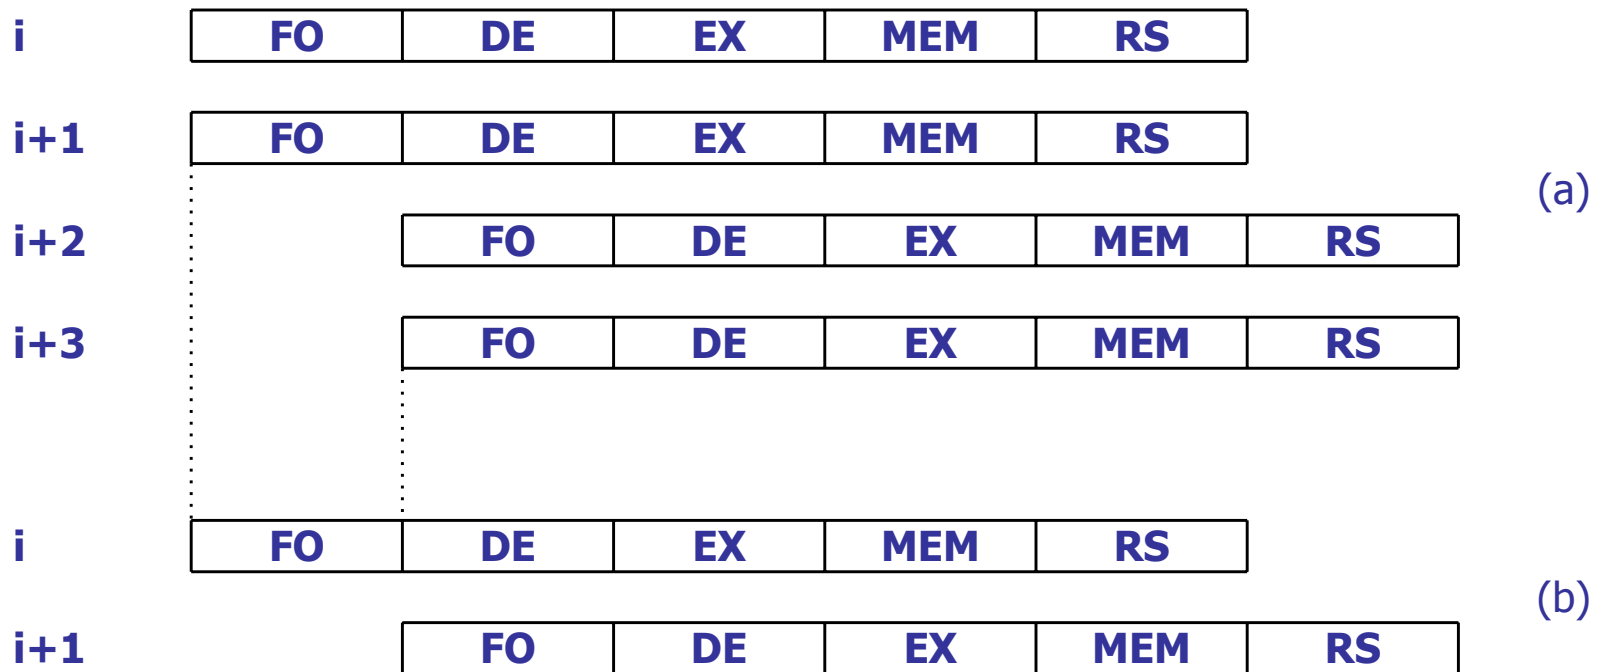 i FO DE EX MEM RS
i+1 FO DE EX MEM RS
(a)
i+2 FO DE EX MEM RS
i+3 FO DE EX MEM RS
i FO DE EX MEM RS
(b)
i+1 FO DE EX MEM RS